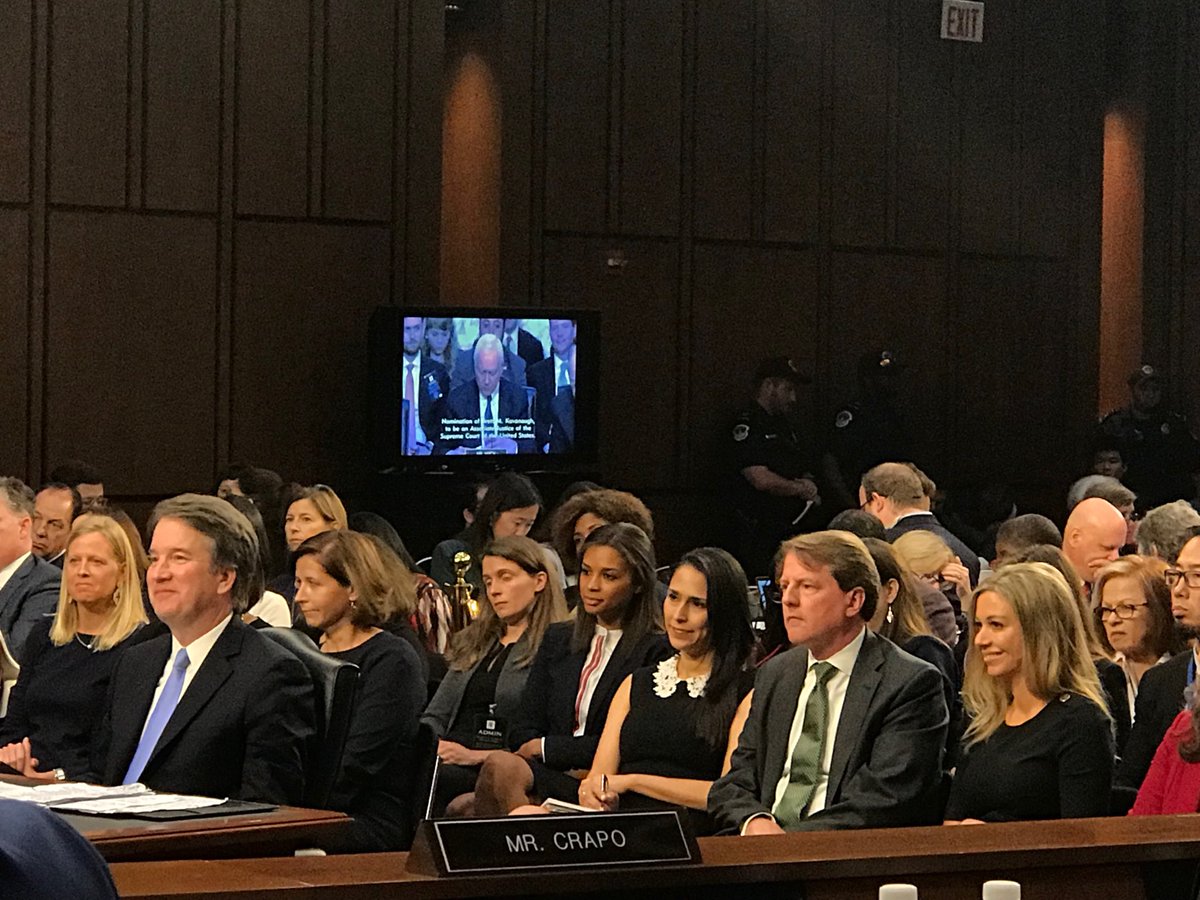 EXIT
Nomination of Brett M. Kavanaugh,
to be an Associate Justice of the
Supreme Court of the United States.
ADMIN
MR. CRAPO